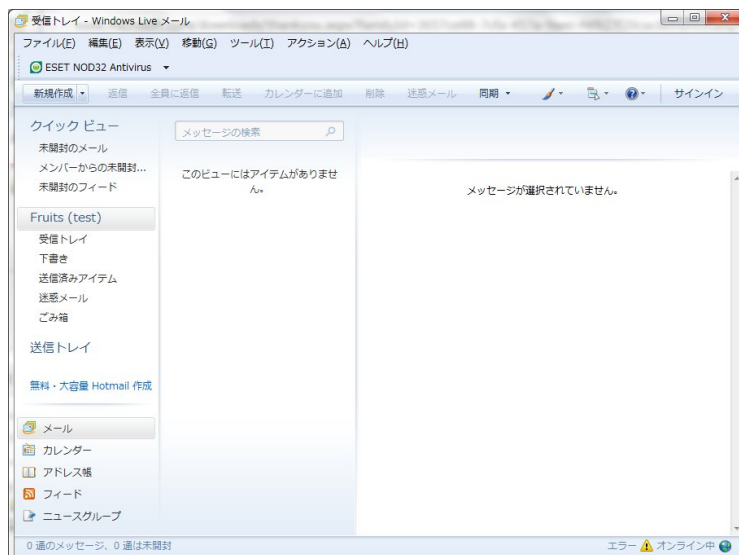 受信トレイ - Windows Live メール
ファイル(F) 編集(E) 表示(V) 移動(G) ツール(T) アクション(A) ヘルプ(H)
ESET NOD32 Antivirus
新規作成 返信 全員に返信 転送 カレンダーに追加 削除 迷惑メール 同期 サインイン
クイック ビュー
未開封のメール
メンバーからの未開封...
未開封のフィード
Fruits (test)
受信トレイ
下書き
送信済みアイテム
迷惑メール
ごみ箱
送信トレイ
無料・大容量 Hotmail 作成
メール
カレンダー
アドレス帳
フィード
ニュースグループ
メッセージの検索
このビューにはアイテムがありませ
ん。
メッセージが選択されていません。
0 通のメッセージ、0 通は未開封
エラー オンライン中